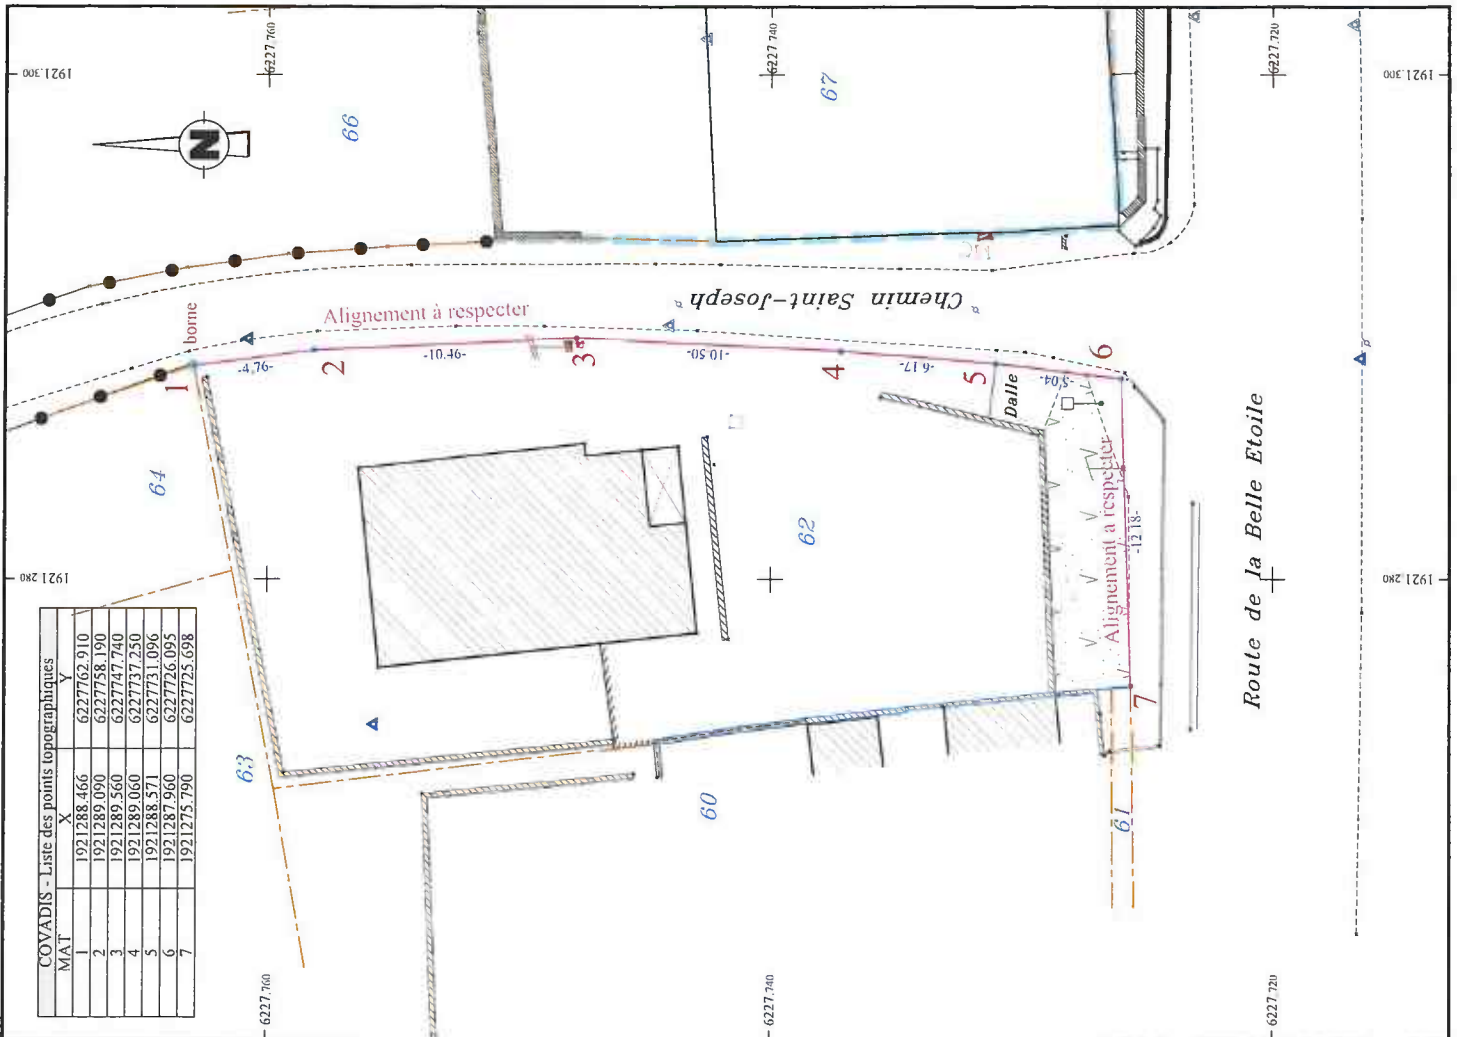 COVADIS - Liste des points topographiques
MAT X Y
1 1921288.466 6227762.910
2 1921289.090 6227758.190
3 1921289.560 6227747.740
4 1921289.060 6227737.250
5 1921288.571 6227731.096
6 1921287.960 6227726.095
7 1921275.790 6227725.698
6227.760
6227.740
6227.720
1921.300
1921.300
1921.280
1921.280
6227.760
6227.740
6227.720
N
66
67
64
63
62
60
61
borne
Alignement à respecter
Chemin Saint-Joseph
1
2
3
4
5
6
7
-4.76-
-10.46-
-10.50-
-6.17-
-5.04-
-12.18-
Dalle
Alignement à respecter
Route de la Belle Etoile